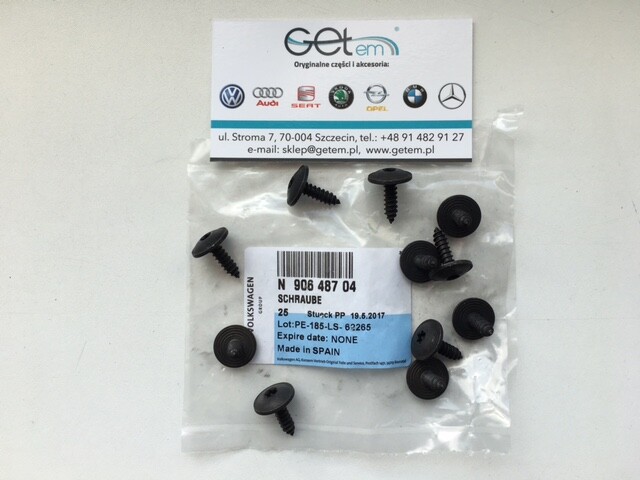 GETem®
Oryginalne części i akcesoria:
Audi
SEAT
OPEL
ul. Stroma 7, 70-004 Szczecin, tel.: +48 91 482 91 27
e-mail: sklep@getem.pl, www.getem.pl
VOLKSWAGEN
GROUP
N 906 487 04
SCHRAUBE
25 Stueck PP 19.5.2017
Lot:PE-185-LS- 62265
Expire date: NONE
Made in SPAIN